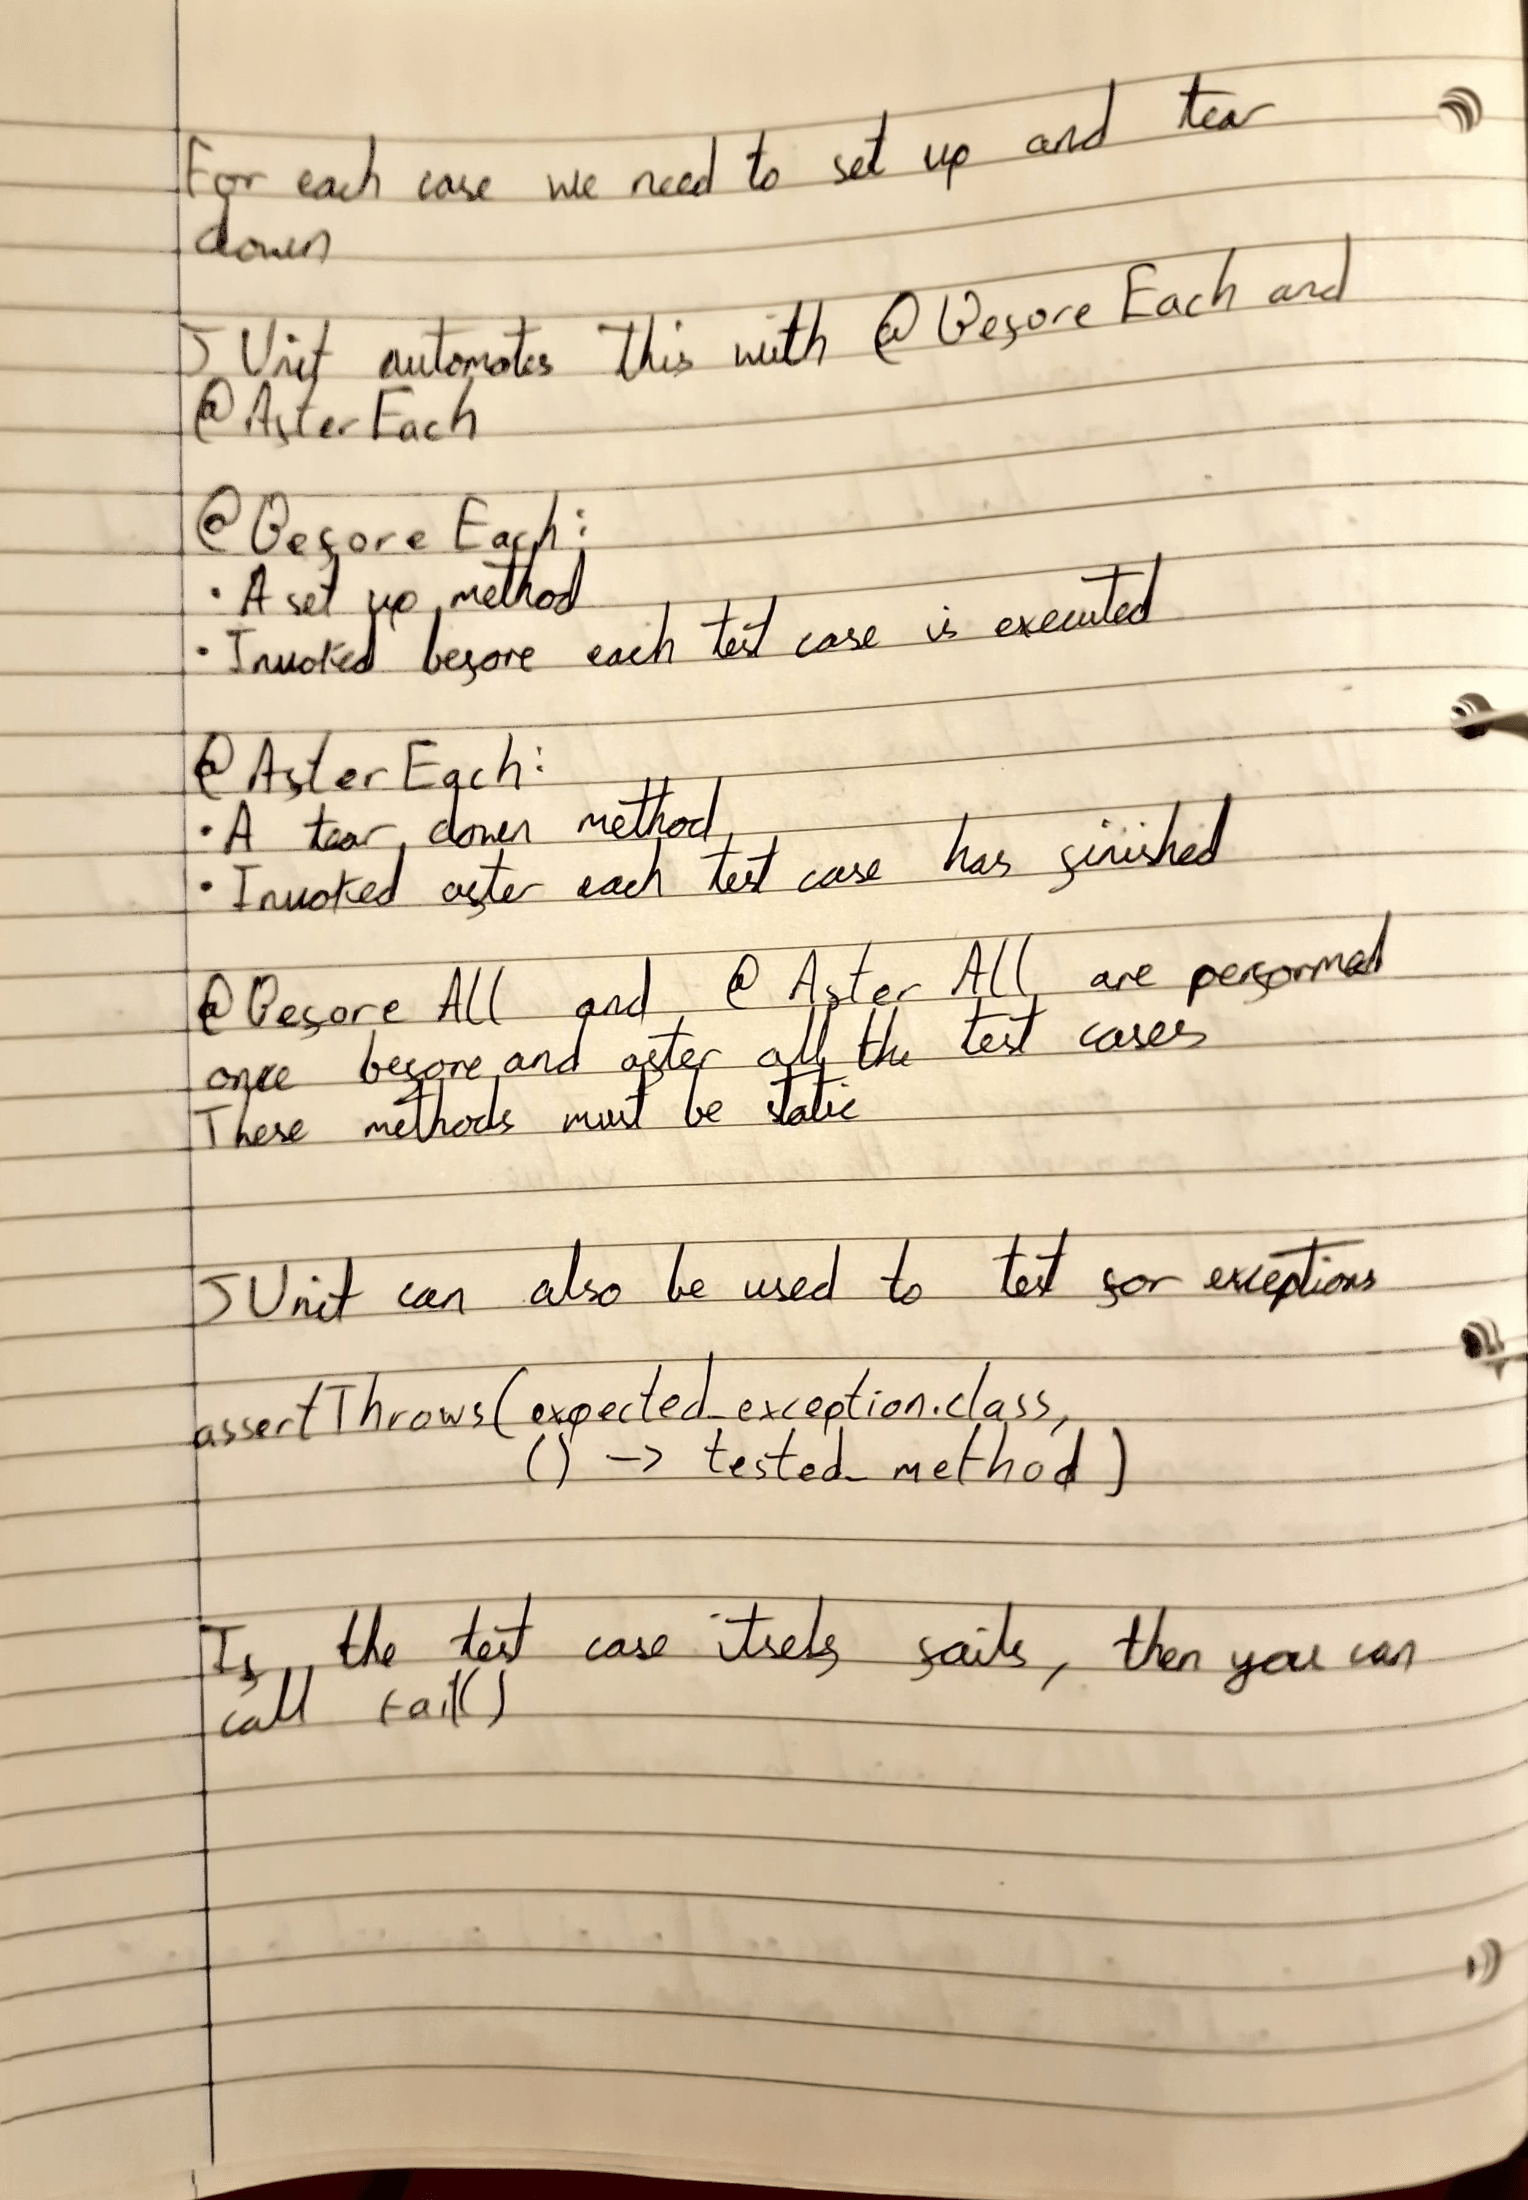 For each case we need to set up and tear
down
JUnit automates this with @BeforeEach and
@AfterEach
@BeforeEach:
· A set up method
· Invoked before each test case is executed
@AfterEach:
· A tear down method
· Invoked after each test case has finished
@Before All and @After All are performed
once before and after all the test cases
These methods must be static
JUnit can also be used to test for exceptions
assertThrows(expected_exception.class,
() -> tested_method)
If the test case itself fails, then you can
call fail()